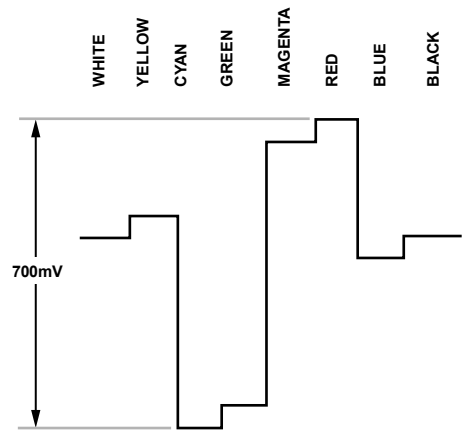 WHITE
YELLOW
CYAN
GREEN
MAGENTA
RED
BLUE
BLACK
700mV